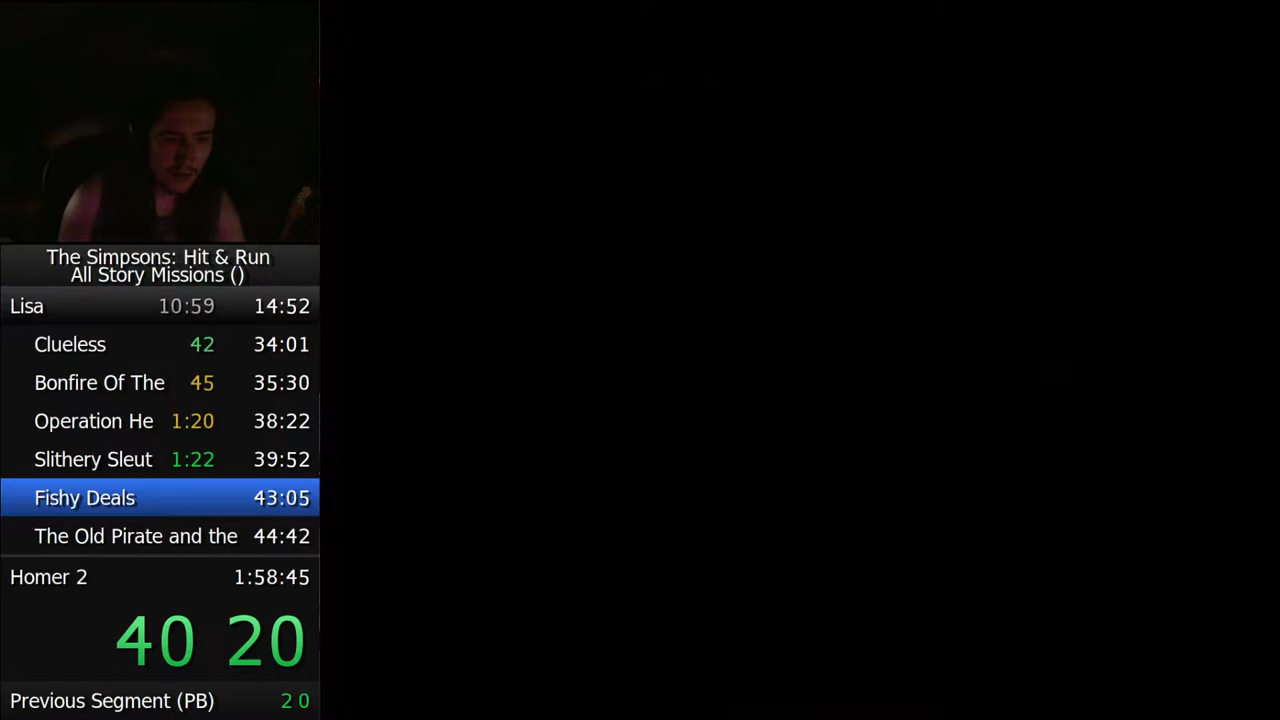 The Simpsons: Hit & Run
All Story Missions ()
Lisa 10:59 14:52
Clueless 42 34:01
Bonfire Of The 45 35:30
Operation He 1:20 38:22
Slithery Sleut 1:22 39:52
Fishy Deals 43:05
The Old Pirate and the 44:42
Homer 2 1:58:45
40 20
Previous Segment (PB) 2 0